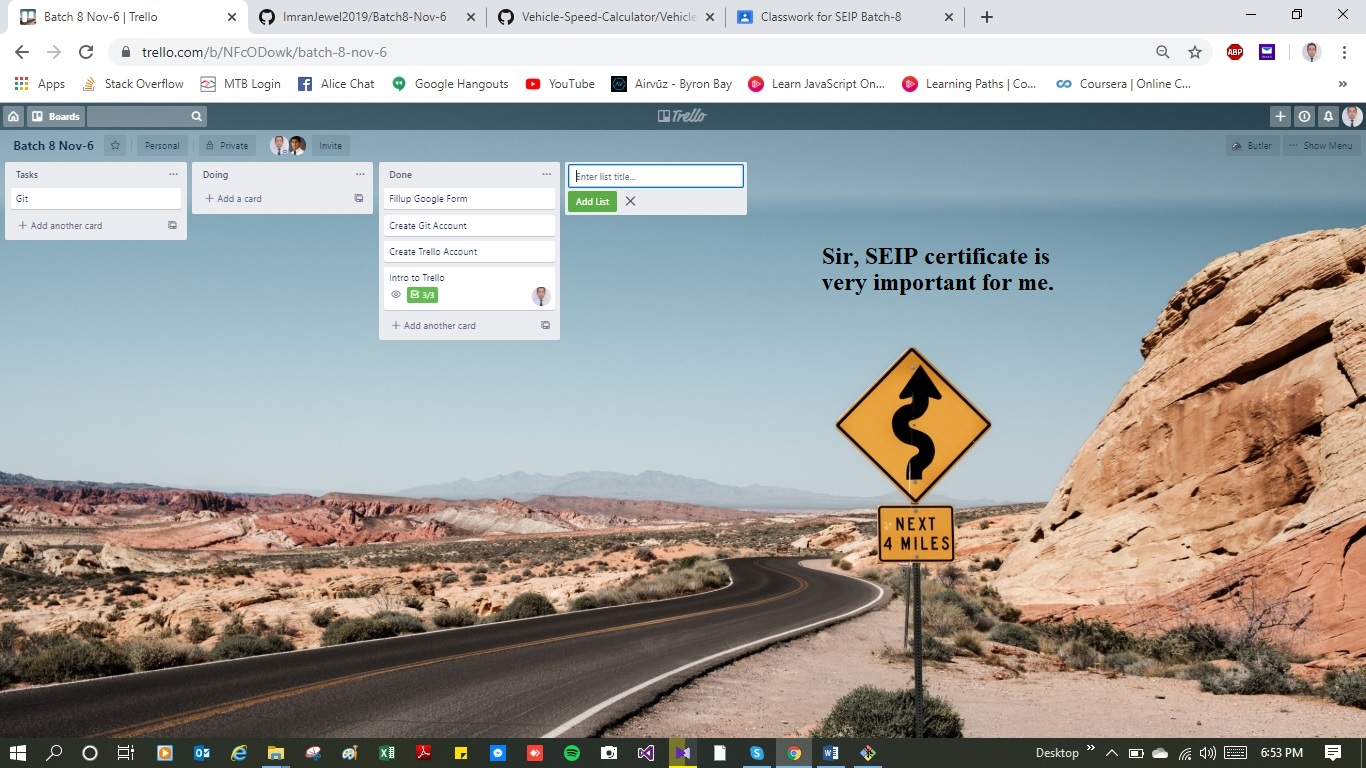 Batch 8 Nov-6 | Trello
ImranJewel2019/Batch8-Nov-6
Vehicle-Speed-Calculator/Vehicle
Classwork for SEIP Batch-8
trello.com/b/NFcODowk/batch-8-nov-6
ABP
Apps
Stack Overflow
MTB Login
Alice Chat
Google Hangouts
YouTube
Airvūz - Byron Bay
Learn JavaScript On...
Learning Paths | Co...
Coursera | Online C...
Boards
Trello
Batch 8 Nov-6
Personal
Private
Invite
Butler
Show Menu
Tasks
Git
Add another card
Doing
Add a card
Done
Fillup Google Form
Create Git Account
Create Trello Account
Intro to Trello
3/3
Add another card
Enter list title...
Add List
Sir, SEIP certificate is
very important for me.
NEXT
4 MILES
Desktop
6:53 PM